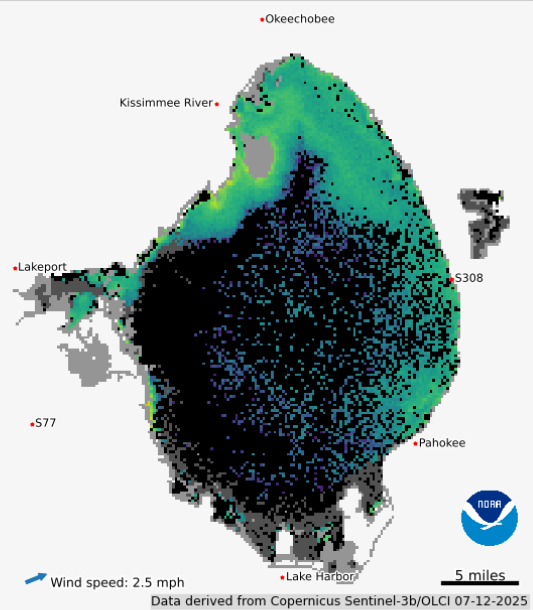 Okeechobee
Kissimmee River
Lakeport
S308
S77
Pahokee
NOAA
Lake Harbor
5 miles
Wind speed: 2.5 mph
Data derived from Copernicus Sentinel-3b/OLCI 07-12-2025